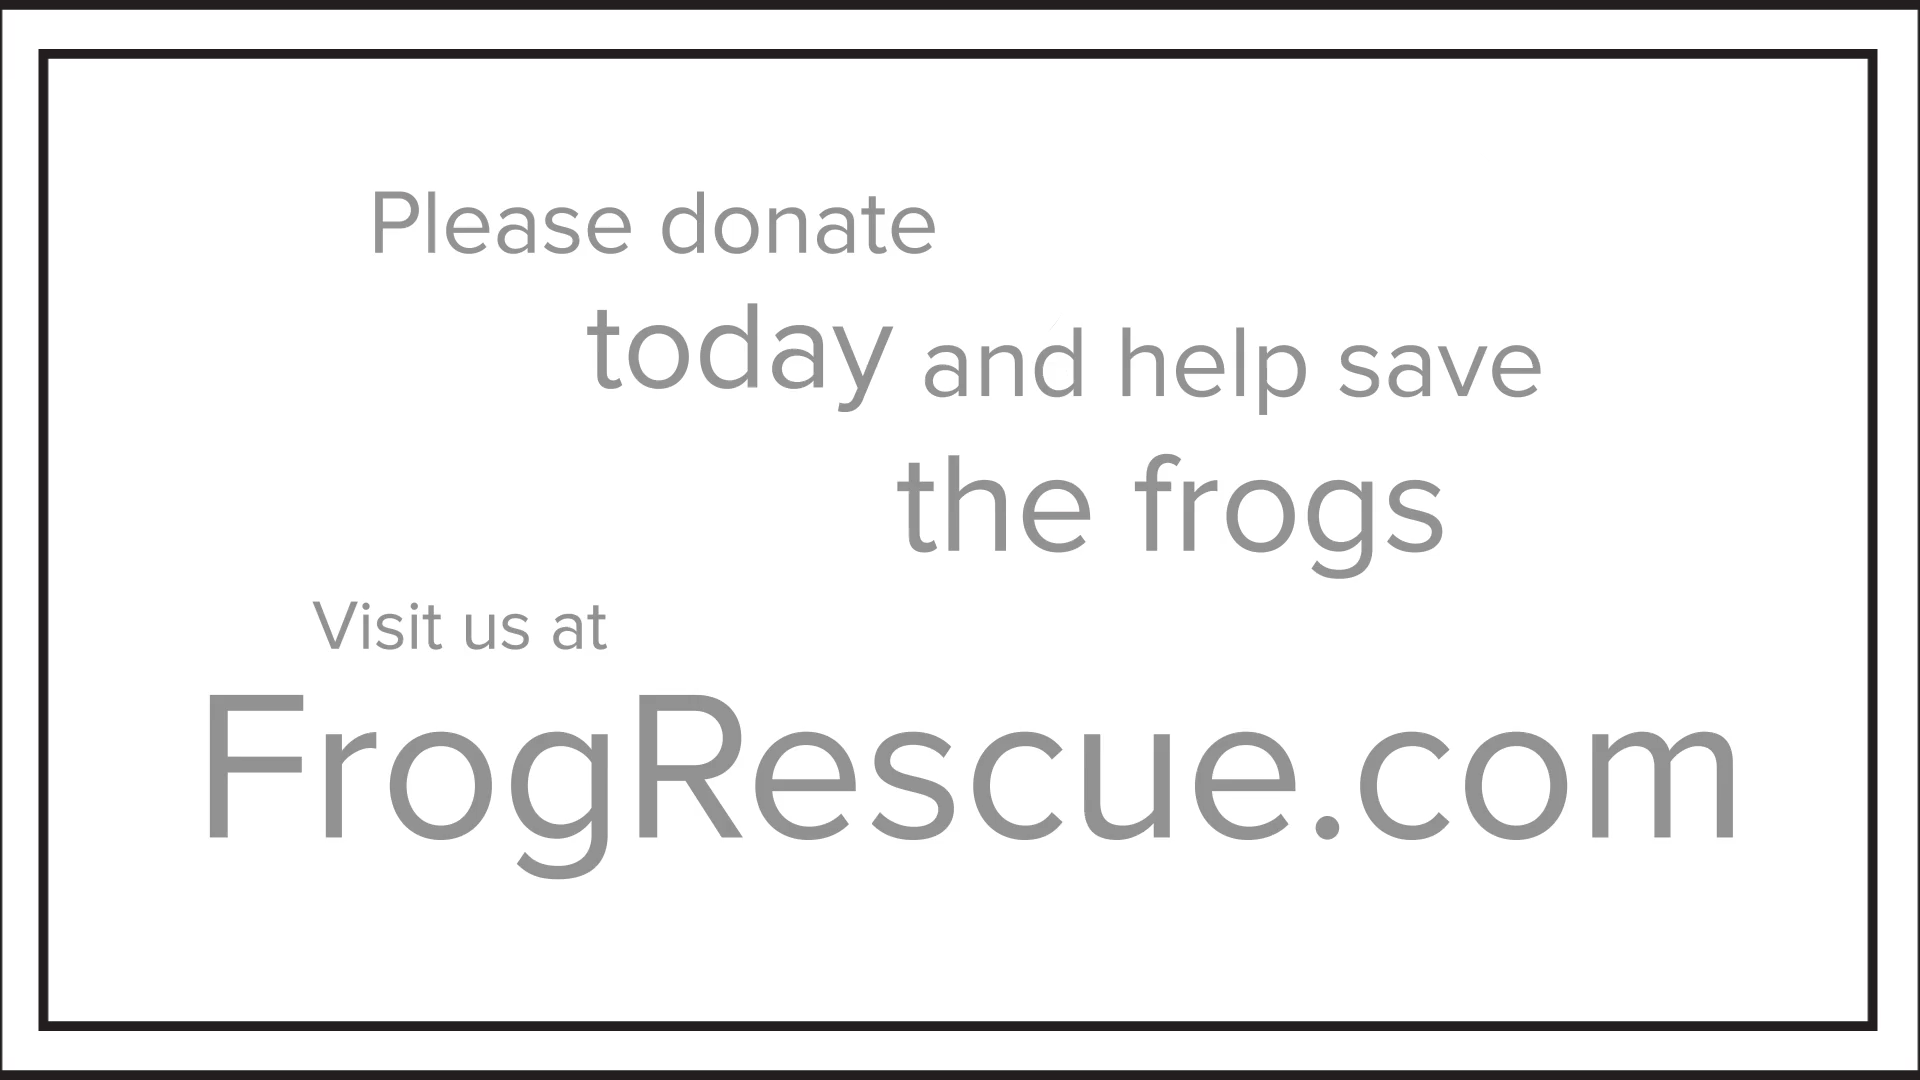 Please donate
today and help save
the frogs
Visit us at
FrogRescue.com